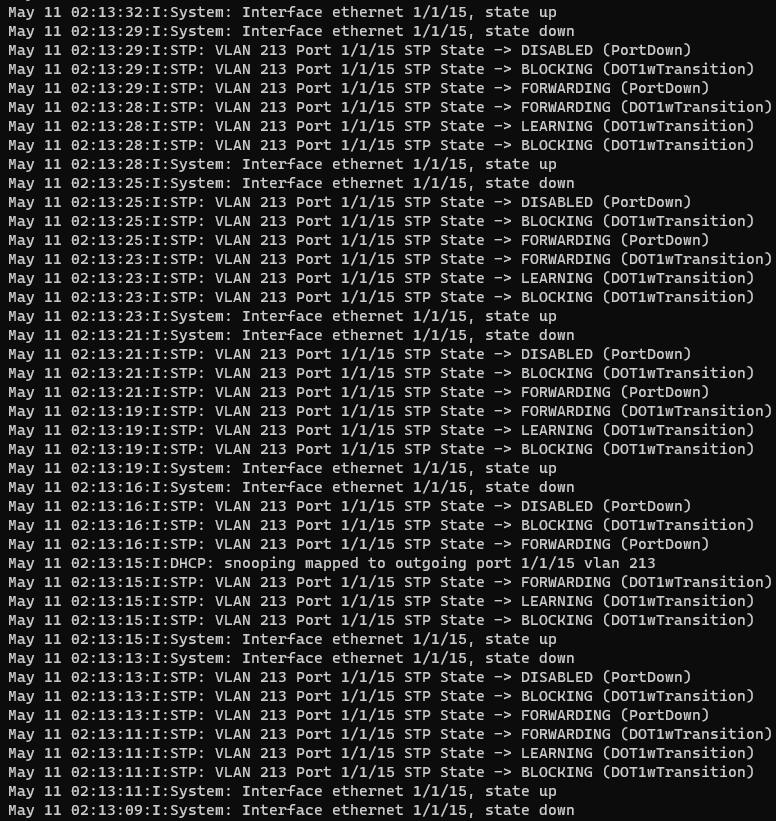 May 11 02:13:32:I:System: Interface ethernet 1/1/15, state up
May 11 02:13:29:I:System: Interface ethernet 1/1/15, state down
May 11 02:13:29:I:STP: VLAN 213 Port 1/1/15 STP State -> DISABLED (PortDown)
May 11 02:13:29:I:STP: VLAN 213 Port 1/1/15 STP State -> BLOCKING (DOT1wTransition)
May 11 02:13:29:I:STP: VLAN 213 Port 1/1/15 STP State -> FORWARDING (PortDown)
May 11 02:13:28:I:STP: VLAN 213 Port 1/1/15 STP State -> FORWARDING (DOT1wTransition)
May 11 02:13:28:I:STP: VLAN 213 Port 1/1/15 STP State -> LEARNING (DOT1wTransition)
May 11 02:13:28:I:STP: VLAN 213 Port 1/1/15 STP State -> BLOCKING (DOT1wTransition)
May 11 02:13:28:I:System: Interface ethernet 1/1/15, state up
May 11 02:13:25:I:System: Interface ethernet 1/1/15, state down
May 11 02:13:25:I:STP: VLAN 213 Port 1/1/15 STP State -> DISABLED (PortDown)
May 11 02:13:25:I:STP: VLAN 213 Port 1/1/15 STP State -> BLOCKING (DOT1wTransition)
May 11 02:13:25:I:STP: VLAN 213 Port 1/1/15 STP State -> FORWARDING (PortDown)
May 11 02:13:23:I:STP: VLAN 213 Port 1/1/15 STP State -> FORWARDING (DOT1wTransition)
May 11 02:13:23:I:STP: VLAN 213 Port 1/1/15 STP State -> LEARNING (DOT1wTransition)
May 11 02:13:23:I:STP: VLAN 213 Port 1/1/15 STP State -> BLOCKING (DOT1wTransition)
May 11 02:13:23:I:System: Interface ethernet 1/1/15, state up
May 11 02:13:21:I:System: Interface ethernet 1/1/15, state down
May 11 02:13:21:I:STP: VLAN 213 Port 1/1/15 STP State -> DISABLED (PortDown)
May 11 02:13:21:I:STP: VLAN 213 Port 1/1/15 STP State -> BLOCKING (DOT1wTransition)
May 11 02:13:21:I:STP: VLAN 213 Port 1/1/15 STP State -> FORWARDING (PortDown)
May 11 02:13:19:I:STP: VLAN 213 Port 1/1/15 STP State -> FORWARDING (DOT1wTransition)
May 11 02:13:19:I:STP: VLAN 213 Port 1/1/15 STP State -> LEARNING (DOT1wTransition)
May 11 02:13:19:I:STP: VLAN 213 Port 1/1/15 STP State -> BLOCKING (DOT1wTransition)
May 11 02:13:19:I:System: Interface ethernet 1/1/15, state up
May 11 02:13:16:I:System: Interface ethernet 1/1/15, state down
May 11 02:13:16:I:STP: VLAN 213 Port 1/1/15 STP State -> DISABLED (PortDown)
May 11 02:13:16:I:STP: VLAN 213 Port 1/1/15 STP State -> BLOCKING (DOT1wTransition)
May 11 02:13:16:I:STP: VLAN 213 Port 1/1/15 STP State -> FORWARDING (PortDown)
May 11 02:13:15:I:DHCP: snooping mapped to outgoing port 1/1/15 vlan 213
May 11 02:13:15:I:STP: VLAN 213 Port 1/1/15 STP State -> FORWARDING (DOT1wTransition)
May 11 02:13:15:I:STP: VLAN 213 Port 1/1/15 STP State -> LEARNING (DOT1wTransition)
May 11 02:13:15:I:STP: VLAN 213 Port 1/1/15 STP State -> BLOCKING (DOT1wTransition)
May 11 02:13:15:I:System: Interface ethernet 1/1/15, state up
May 11 02:13:13:I:System: Interface ethernet 1/1/15, state down
May 11 02:13:13:I:STP: VLAN 213 Port 1/1/15 STP State -> DISABLED (PortDown)
May 11 02:13:13:I:STP: VLAN 213 Port 1/1/15 STP State -> BLOCKING (DOT1wTransition)
May 11 02:13:13:I:STP: VLAN 213 Port 1/1/15 STP State -> FORWARDING (PortDown)
May 11 02:13:11:I:STP: VLAN 213 Port 1/1/15 STP State -> FORWARDING (DOT1wTransition)
May 11 02:13:11:I:STP: VLAN 213 Port 1/1/15 STP State -> LEARNING (DOT1wTransition)
May 11 02:13:11:I:STP: VLAN 213 Port 1/1/15 STP State -> BLOCKING (DOT1wTransition)
May 11 02:13:11:I:System: Interface ethernet 1/1/15, state up
May 11 02:13:09:I:System: Interface ethernet 1/1/15, state down